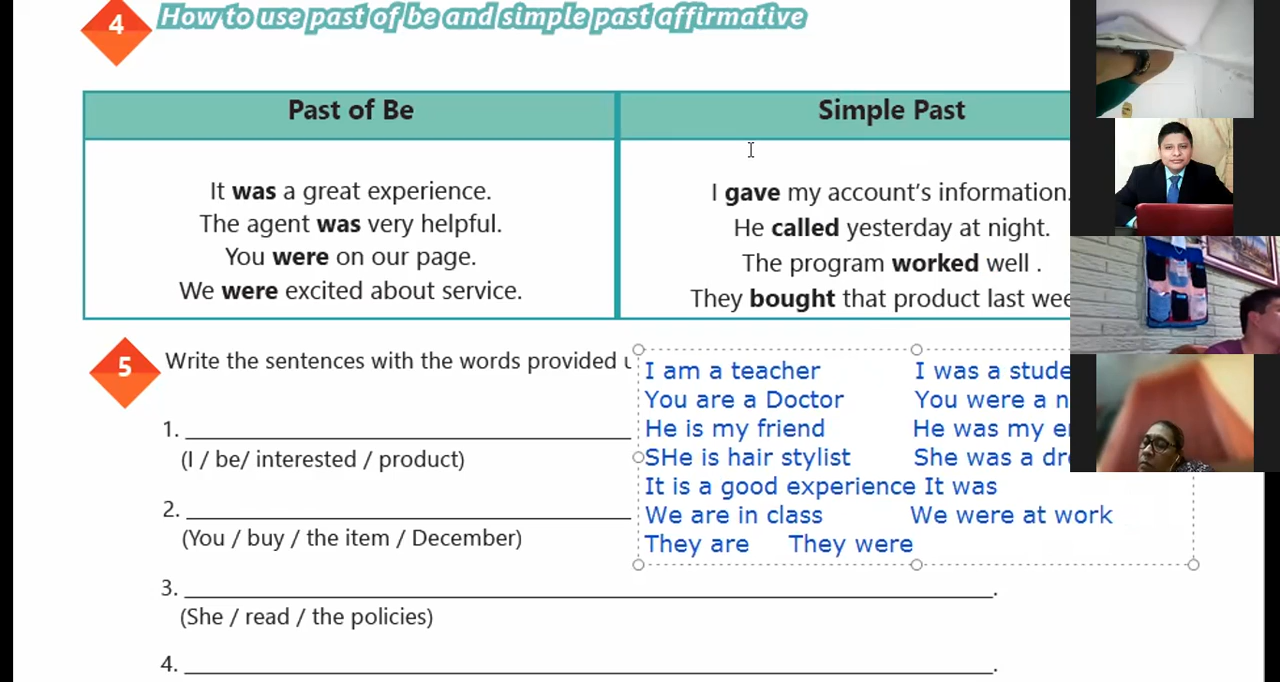 4
How to use past of be and simple past affirmative
Past of Be
It was a great experience.
The agent was very helpful.
You were on our page.
We were excited about service.
Simple Past
I gave my account's information.
He called yesterday at night.
The program worked well .
They bought that product last
5
Write the sentences with the words provided
I am a teacher I was a
You are a Doctor You were a
He is my friend He was my
SHe is hair stylist She was a
It is a good experience It was
We are in class We were at work
They are They were
1. ______________________
(I / be/ interested / product)
2. ______________________
(You / buy / the item / December)
3. ______________________.
(She / read / the policies)
4. ______________________.